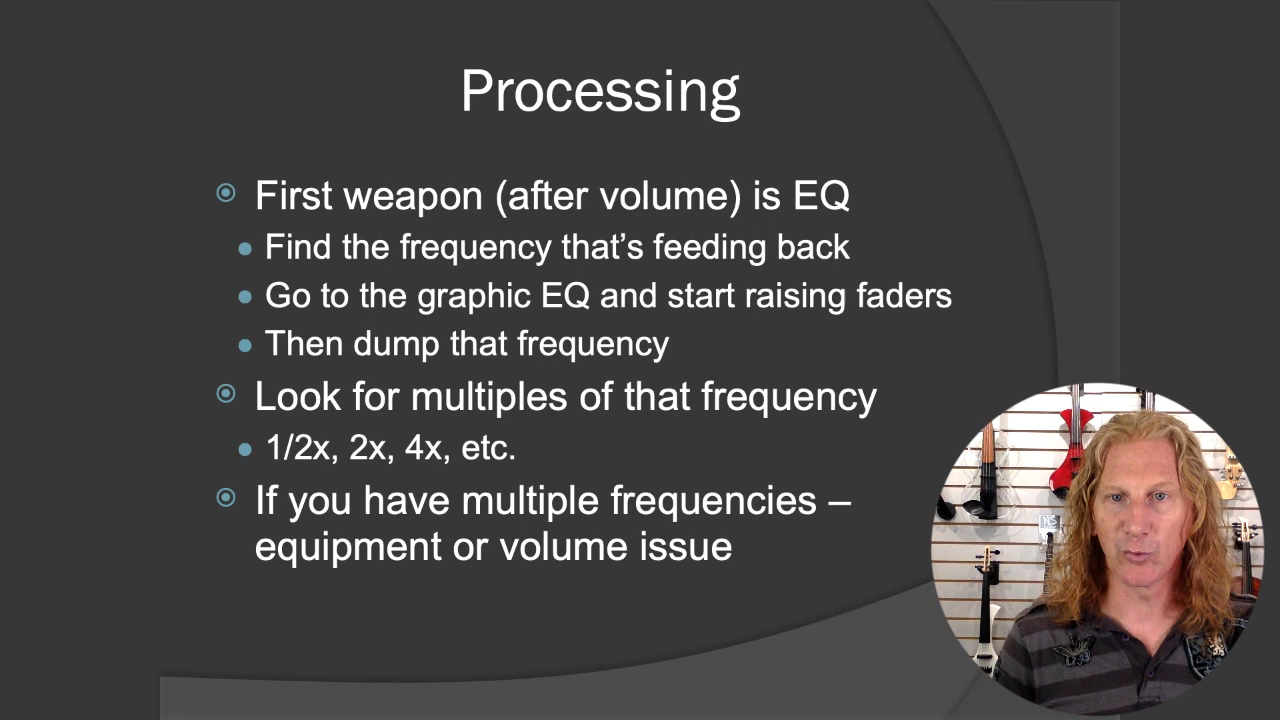 Processing
First weapon (after volume) is EQ
Find the frequency that’s feeding back
Go to the graphic EQ and start raising faders
Then dump that frequency
Look for multiples of that frequency
1/2x, 2x, 4x, etc.
If you have multiple frequencies –
equipment or volume issue
NS